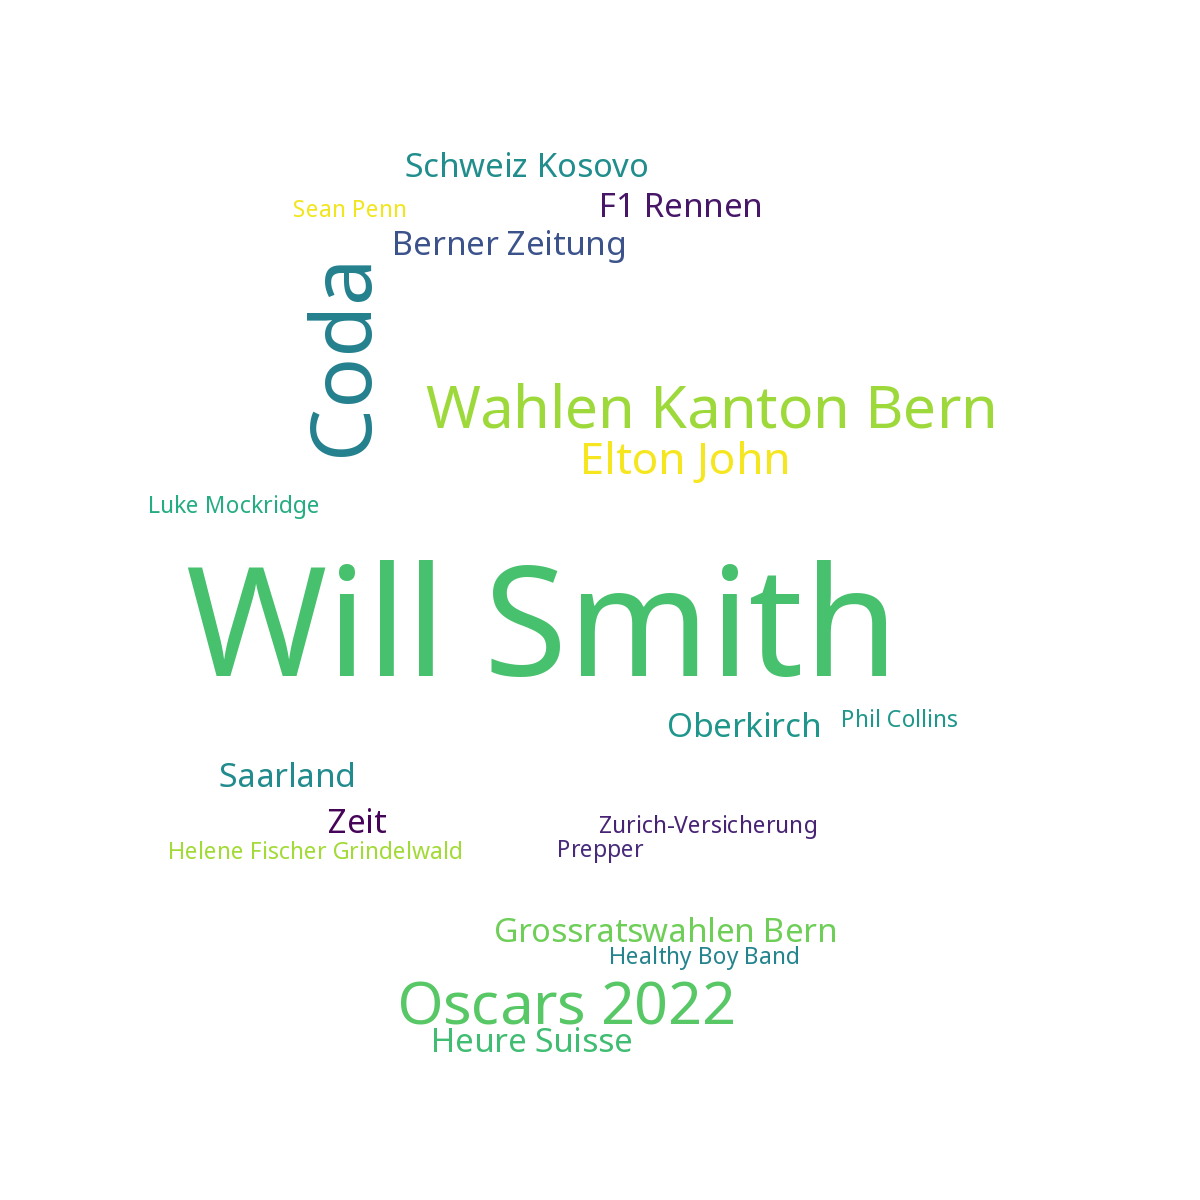 Schweiz Kosovo
Sean Penn
F1 Rennen
Berner Zeitung
Coda
Wahlen Kanton Bern
Elton John
Luke Mockridge
Will Smith
Oberkirch
Phil Collins
Saarland
Zeit
Zurich-Versicherung
Helene Fischer Grindelwald
Prepper
Grossratswahlen Bern
Healthy Boy Band
Oscars 2022
Heure Suisse